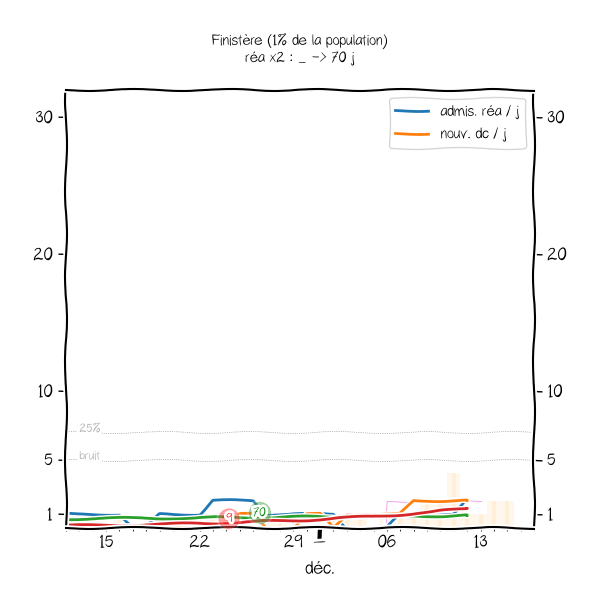 Finistère (1% de la population)
réa x2 : _ -> 70 j
admis. réa / j
nouv. dc / j
30 30
20 20
10 10
25%
bruit
5 5
1 1
9 70
15 22 29 06 13
déc.